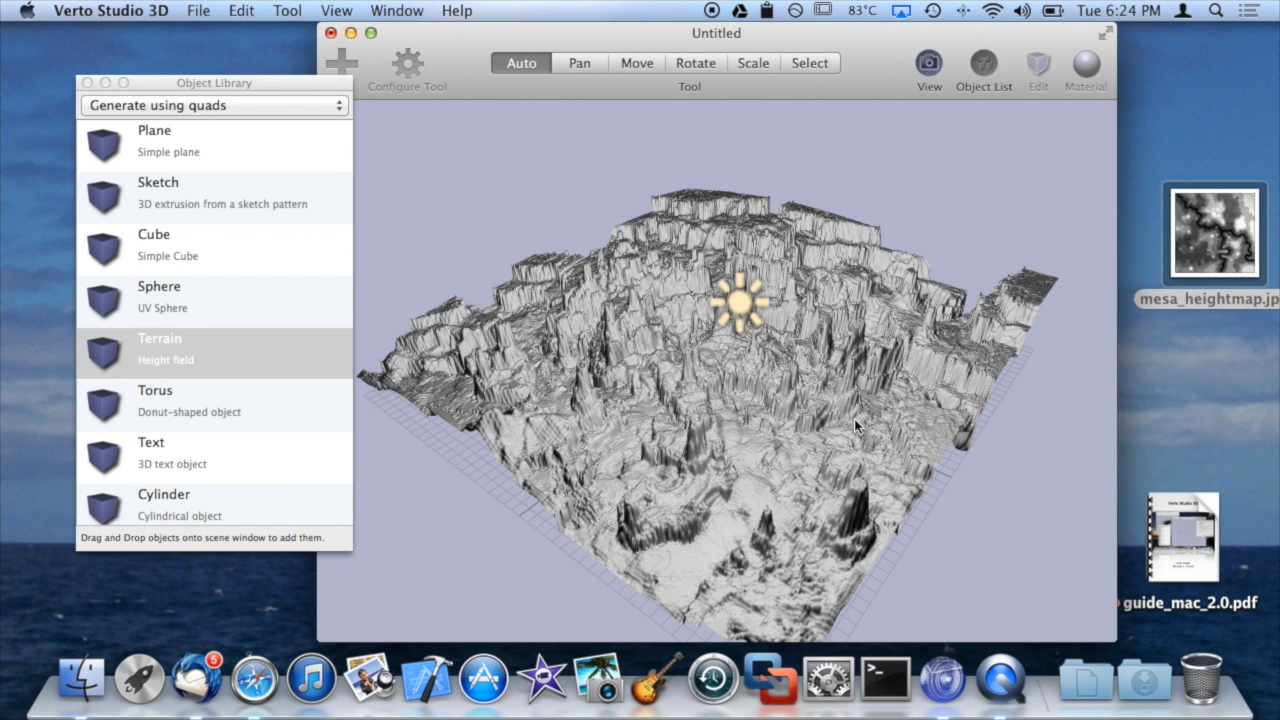 Verto Studio 3D File Edit Tool View Window Help 83°C Tue 6:24 PM
Untitled
Auto Pan Move Rotate Scale Select
Configure Tool Tool View Object List Edit Material
Object Library
Generate using quads
Plane
Simple plane
Sketch
3D extrusion from a sketch pattern
Cube
Simple Cube
Sphere
UV Sphere
Terrain
Height field
Torus
Donut-shaped object
Text
3D text object
Cylinder
Cylindrical object
Drag and Drop objects onto scene window to add them.
mesa_heightmap.jp
Verto Studio 3D
guide_mac_2.0.pdf
5